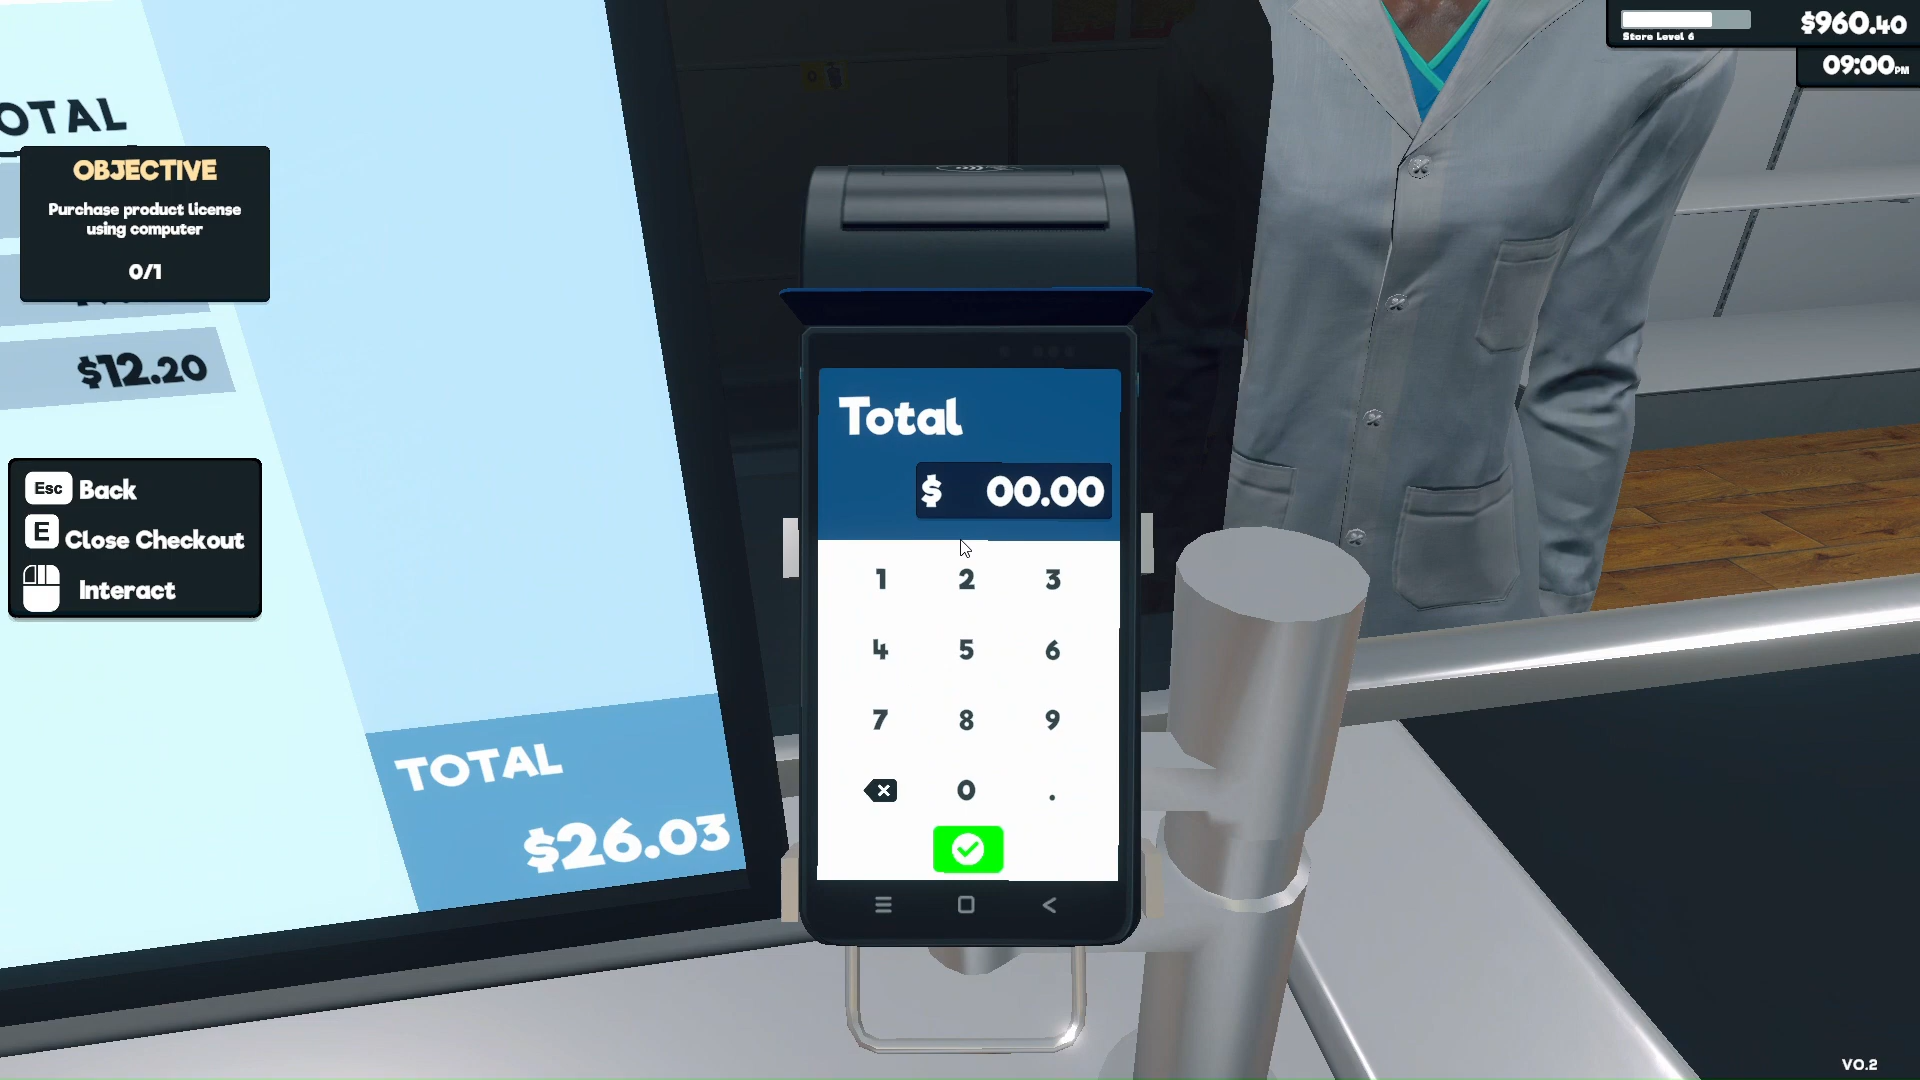 $960.40
Store Level 6
09:00PM
OTAL
OBJECTIVE
Purchase product license
using computer
0/1
$12.20
Esc Back
E Close Checkout
Interact
Total
$ 00.00
1 2 3
4 5 6
7 8 9
0 .
TOTAL
$26.03
V0.2